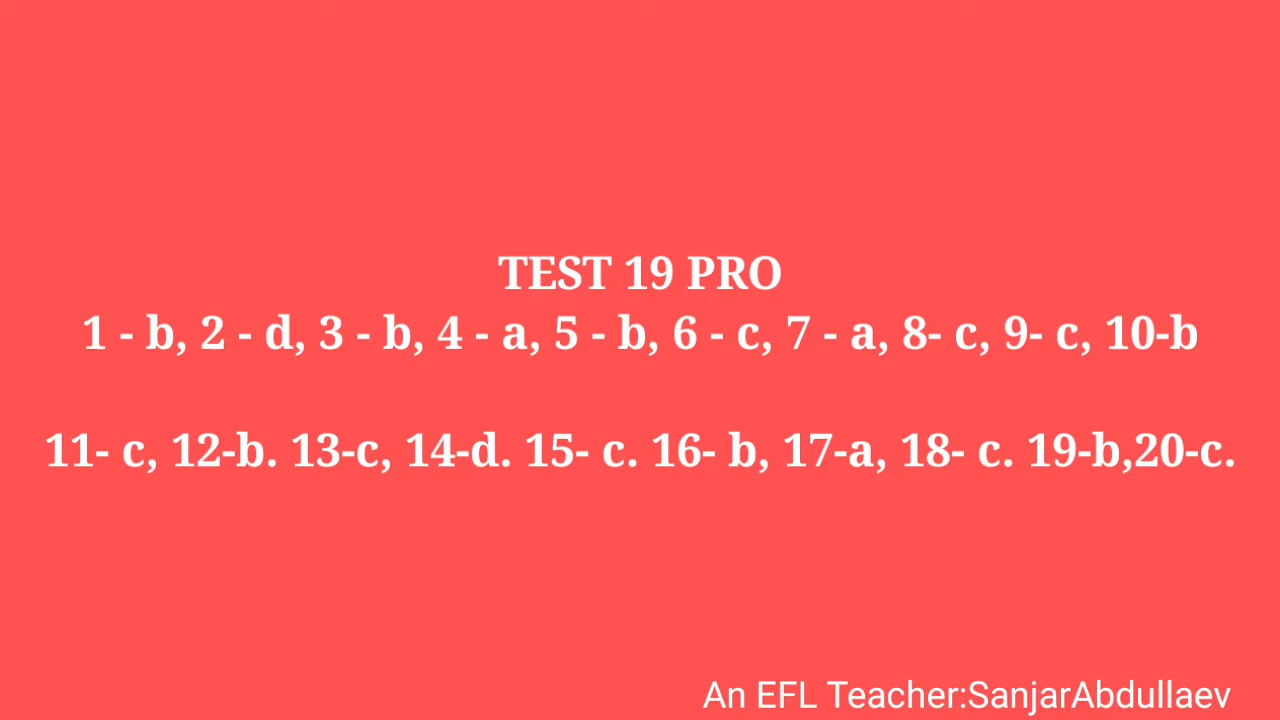 TEST 19 PRO
1 - b, 2 - d, 3 - b, 4 - a, 5 - b, 6 - c, 7 - a, 8- c, 9- c, 10-b
11- c, 12-b. 13-c, 14-d. 15- c. 16- b, 17-a, 18- c. 19-b,20-c.
An EFL Teacher:SanjarAbdullaev